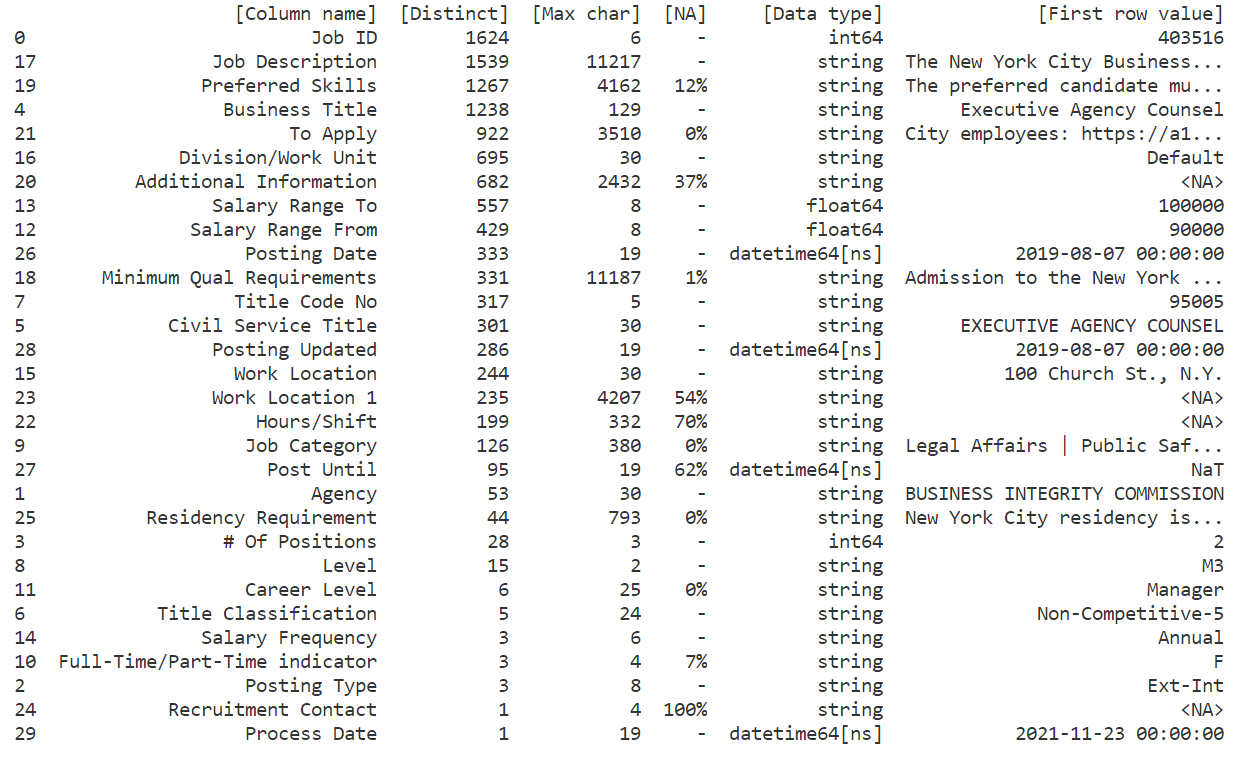 [Column name] [Distinct] [Max char] [NA] [Data type] [First row value]
0 Job ID 1624 6 - int64 403516
17 Job Description 1539 11217 - string The New York City Business...
19 Preferred Skills 1267 4162 12% string The preferred candidate mu...
4 Business Title 1238 129 - string Executive Agency Counsel
21 To Apply 922 3510 0% string City employees: https://a1...
16 Division/Work Unit 695 30 - string Default
20 Additional Information 682 2432 37% string <NA>
13 Salary Range To 557 8 - float64 100000
12 Salary Range From 429 8 - float64 90000
26 Posting Date 333 19 - datetime64[ns] 2019-08-07 00:00:00
18 Minimum Qual Requirements 331 11187 1% string Admission to the New York ...
7 Title Code No 317 5 - string 95005
5 Civil Service Title 301 30 - string EXECUTIVE AGENCY COUNSEL
28 Posting Updated 286 19 - datetime64[ns] 2019-08-07 00:00:00
15 Work Location 244 30 - string 100 Church St., N.Y.
23 Work Location 1 235 4207 54% string <NA>
22 Hours/Shift 199 332 70% string <NA>
9 Job Category 126 380 0% string Legal Affairs | Public Saf...
27 Post Until 95 19 62% datetime64[ns] NaT
1 Agency 53 30 - string BUSINESS INTEGRITY COMMISSION
25 Residency Requirement 44 793 0% string New York City residency is...
3 # Of Positions 28 3 - int64 2
8 Level 15 2 - string M3
11 Career Level 6 25 0% string Manager
6 Title Classification 5 24 - string Non-Competitive-5
14 Salary Frequency 3 6 - string Annual
10 Full-Time/Part-Time indicator 3 4 7% string F
2 Posting Type 3 8 - string Ext-Int
24 Recruitment Contact 1 4 100% string <NA>
29 Process Date 1 19 - datetime64[ns] 2021-11-23 00:00:00